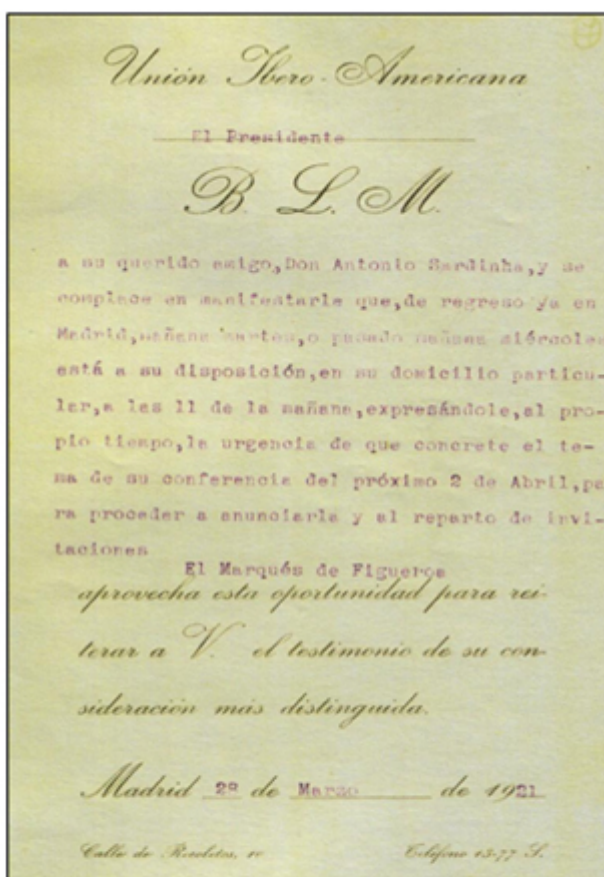 Unión Ibero-Americana
El Presidente
B. L. M.
a su querido amigo, Don Antonio Sardinha, y se
complace en manifestarle que, de regreso ya en
Madrid, mañana martes, o pasado mañana miércoles
está a su disposición, en su domicilio particu-
lar, a las 11 de la mañana, expresándole, al pro-
pio tiempo, la urgencia de que concrete el te-
ma de su conferencia del próximo 2 de Abril, pa
ra proceder a anunciarla y al reparto de invi-
taciones
El Marqués de Figueroa
aprovecha esta oportunidad para rei-
terar a V. el testimonio de su con-
sideración más distinguida.
Madrid 28 de Marzo de 1921
Calle de Recoletos, 10 Teléfono 13-77 S.